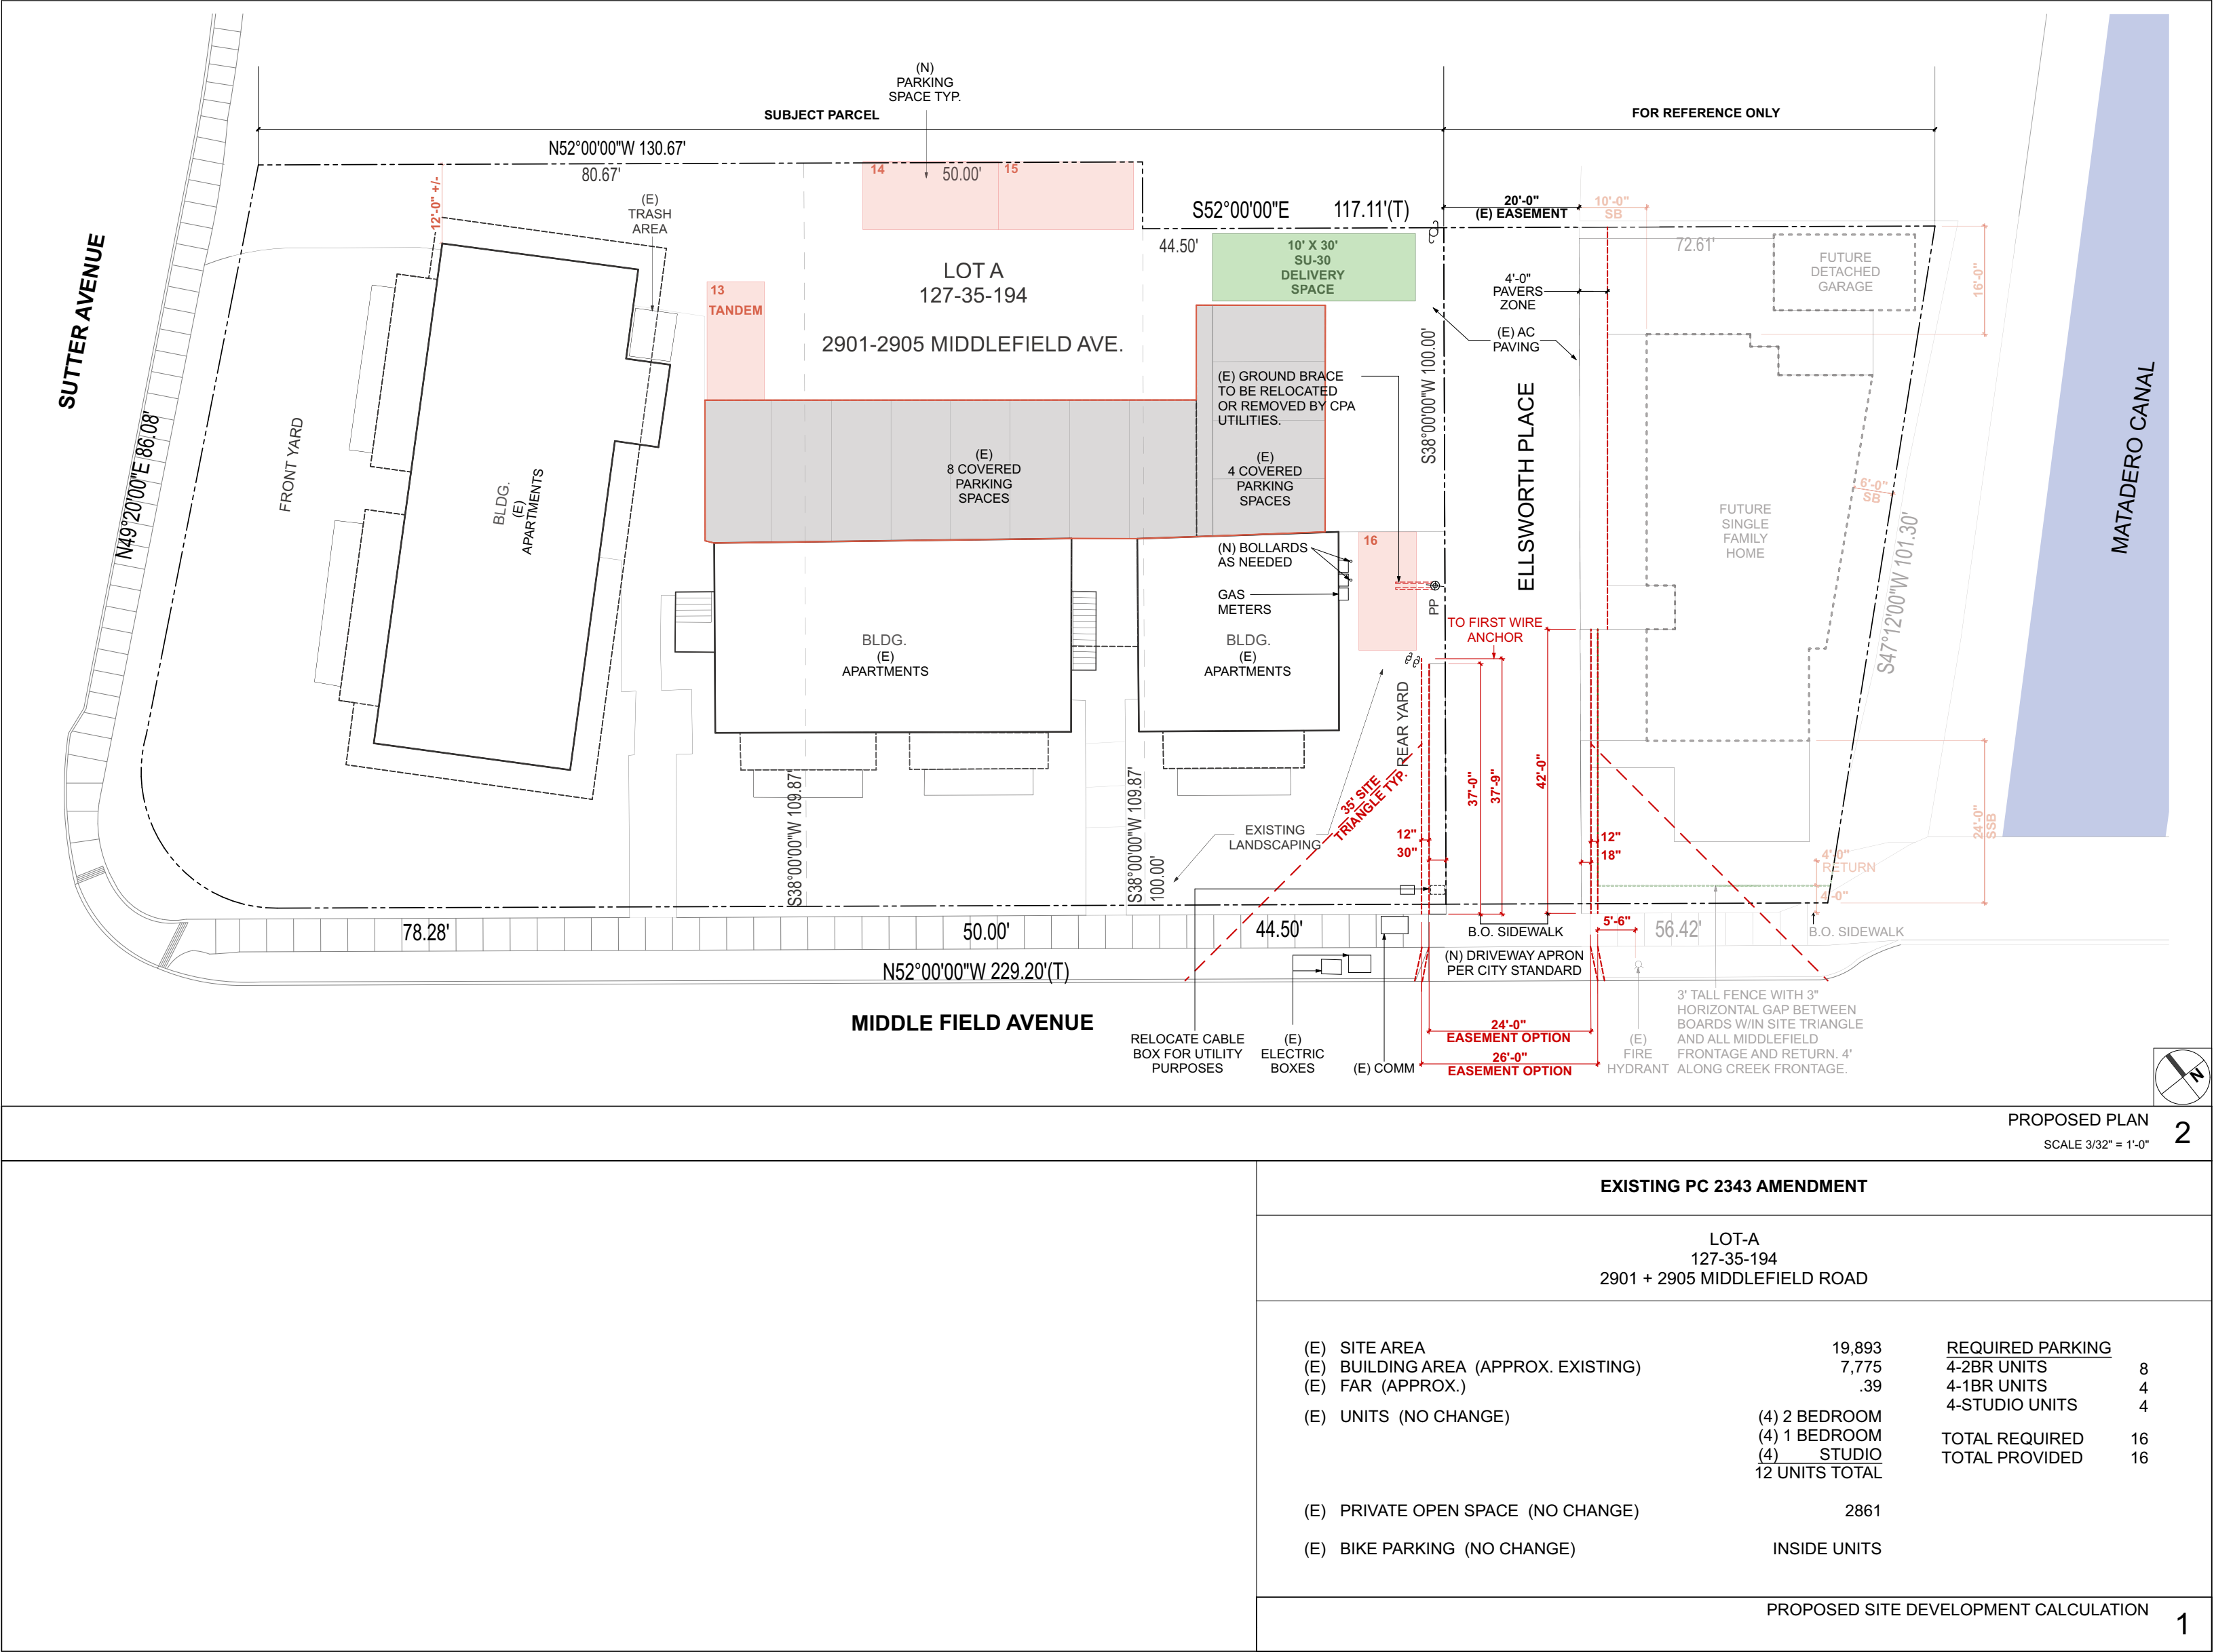 (N)
PARKING
SPACE TYP.
SUBJECT PARCEL
FOR REFERENCE ONLY
N52°00'00"W 130.67'
80.67'
14
50.00'
15
12'-0" +/-
(E)
TRASH
AREA
S52°00'00"E 117.11'(T)
44.50'
20'-0"
(E) EASEMENT
10'-0"
SB
72.61'
10' X 30'
SU-30
DELIVERY
SPACE
LOT A
127-35-194
2901-2905 MIDDLEFIELD AVE.
13
TANDEM
4'-0"
PAVERS
ZONE
(E) AC
PAVING
FUTURE
DETACHED
GARAGE
16'-0"
SUTTER AVENUE
N49°20'00"E 86.08'
FRONT YARD
BLDG.
(E)
APARTMENTS
(E)
8 COVERED
PARKING
SPACES
(E) GROUND BRACE
TO BE RELOCATED
OR REMOVED BY CPA
UTILITIES.
(E)
4 COVERED
PARKING
SPACES
S38°00'00"W 100.00'
ELLSWORTH PLACE
6'-0"
SB
FUTURE
SINGLE
FAMILY
HOME
S47°12'00"W 101.30'
MATADERO CANAL
(N) BOLLARDS
AS NEEDED
GAS
METERS
16
PP
TO FIRST WIRE
ANCHOR
BLDG.
(E)
APARTMENTS
BLDG.
(E)
APARTMENTS
REAR YARD
35' SITE
TRIANGLE TYP.
37'-0"
37'-9"
42'-0"
S38°00'00"W 109.87'
S38°00'00"W 109.87'
100.00'
EXISTING
LANDSCAPING
12"
30"
12"
18"
24'-0"
SSB
4'-0"
RETURN
4'-0"
78.28'
50.00'
44.50'
B.O. SIDEWALK
5'-6"
56.42'
B.O. SIDEWALK
N52°00'00"W 229.20'(T)
(N) DRIVEWAY APRON
PER CITY STANDARD
MIDDLE FIELD AVENUE
RELOCATE CABLE
BOX FOR UTILITY
PURPOSES
(E)
ELECTRIC
BOXES
(E) COMM
24'-0"
EASEMENT OPTION
26'-0"
EASEMENT OPTION
(E)
FIRE
HYDRANT
3' TALL FENCE WITH 3"
HORIZONTAL GAP BETWEEN
BOARDS W/IN SITE TRIANGLE
AND ALL MIDDLEFIELD
FRONTAGE AND RETURN. 4'
ALONG CREEK FRONTAGE.
N
PROPOSED PLAN
SCALE 3/32" = 1'-0"
2
EXISTING PC 2343 AMENDMENT
LOT-A
127-35-194
2901 + 2905 MIDDLEFIELD ROAD
(E) SITE AREA 19,893
(E) BUILDING AREA (APPROX. EXISTING) 7,775
(E) FAR (APPROX.) .39
(E) UNITS (NO CHANGE) (4) 2 BEDROOM
(4) 1 BEDROOM
(4) STUDIO
12 UNITS TOTAL
REQUIRED PARKING
4-2BR UNITS 8
4-1BR UNITS 4
4-STUDIO UNITS 4
TOTAL REQUIRED 16
TOTAL PROVIDED 16
(E) PRIVATE OPEN SPACE (NO CHANGE) 2861
(E) BIKE PARKING (NO CHANGE) INSIDE UNITS
PROPOSED SITE DEVELOPMENT CALCULATION
1